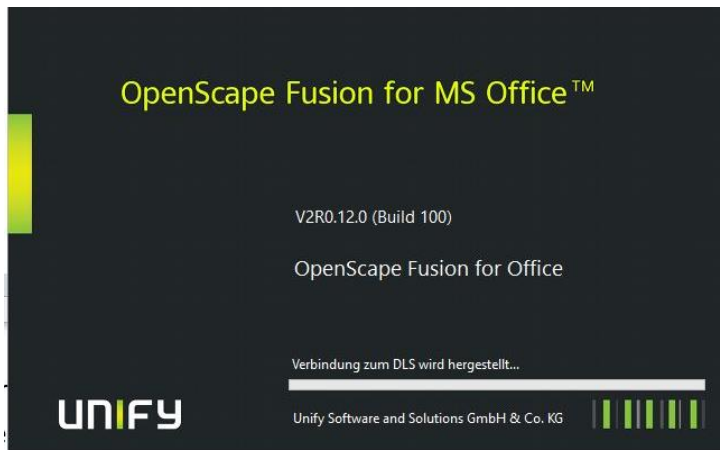 OpenScape Fusion for MS Office™
V2R0.12.0 (Build 100)
OpenScape Fusion for Office
Verbindung zum DLS wird hergestellt...
UNIFY
Unify Software and Solutions GmbH & Co. KG